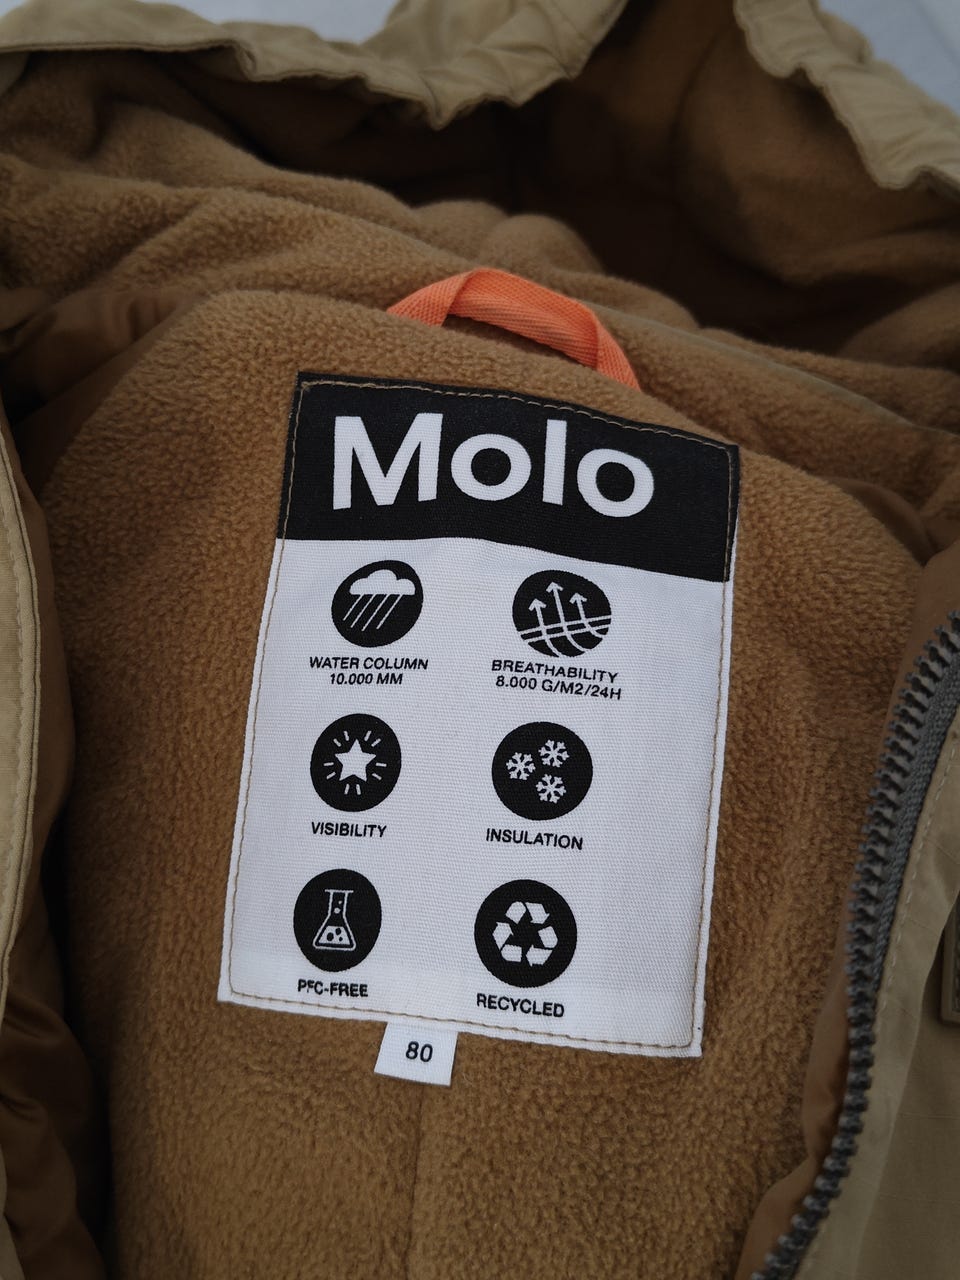 Molo
WATER COLUMN
10.000 MM
BREATHABILITY
8.000 G/M2/24H
VISIBILITY
INSULATION
PFC-FREE
RECYCLED
80